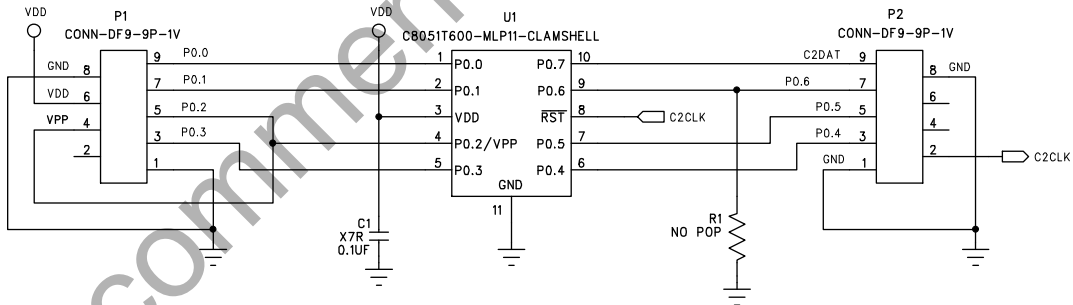 VDD
P1
CONN-DF9-9P-1V
GND 8
VDD 6
VPP 4
2
9 P0.0
7 P0.1
5 P0.2
3 P0.3
1
VDD
C1
X7R
0.1UF
U1
C8051T600-MLP11-CLAMSHELL
1 P0.0
2 P0.1
3 VDD
4 P0.2/VPP
5 P0.3
P0.7 10
P0.6 9
RST 8
P0.5 7
P0.4 6
GND
11
C2CLK
R1
NO POP
P2
CONN-DF9-9P-1V
C2DAT 9
P0.6 7
P0.5 5
P0.4 3
GND 1
8 GND
6
4
2
C2CLK